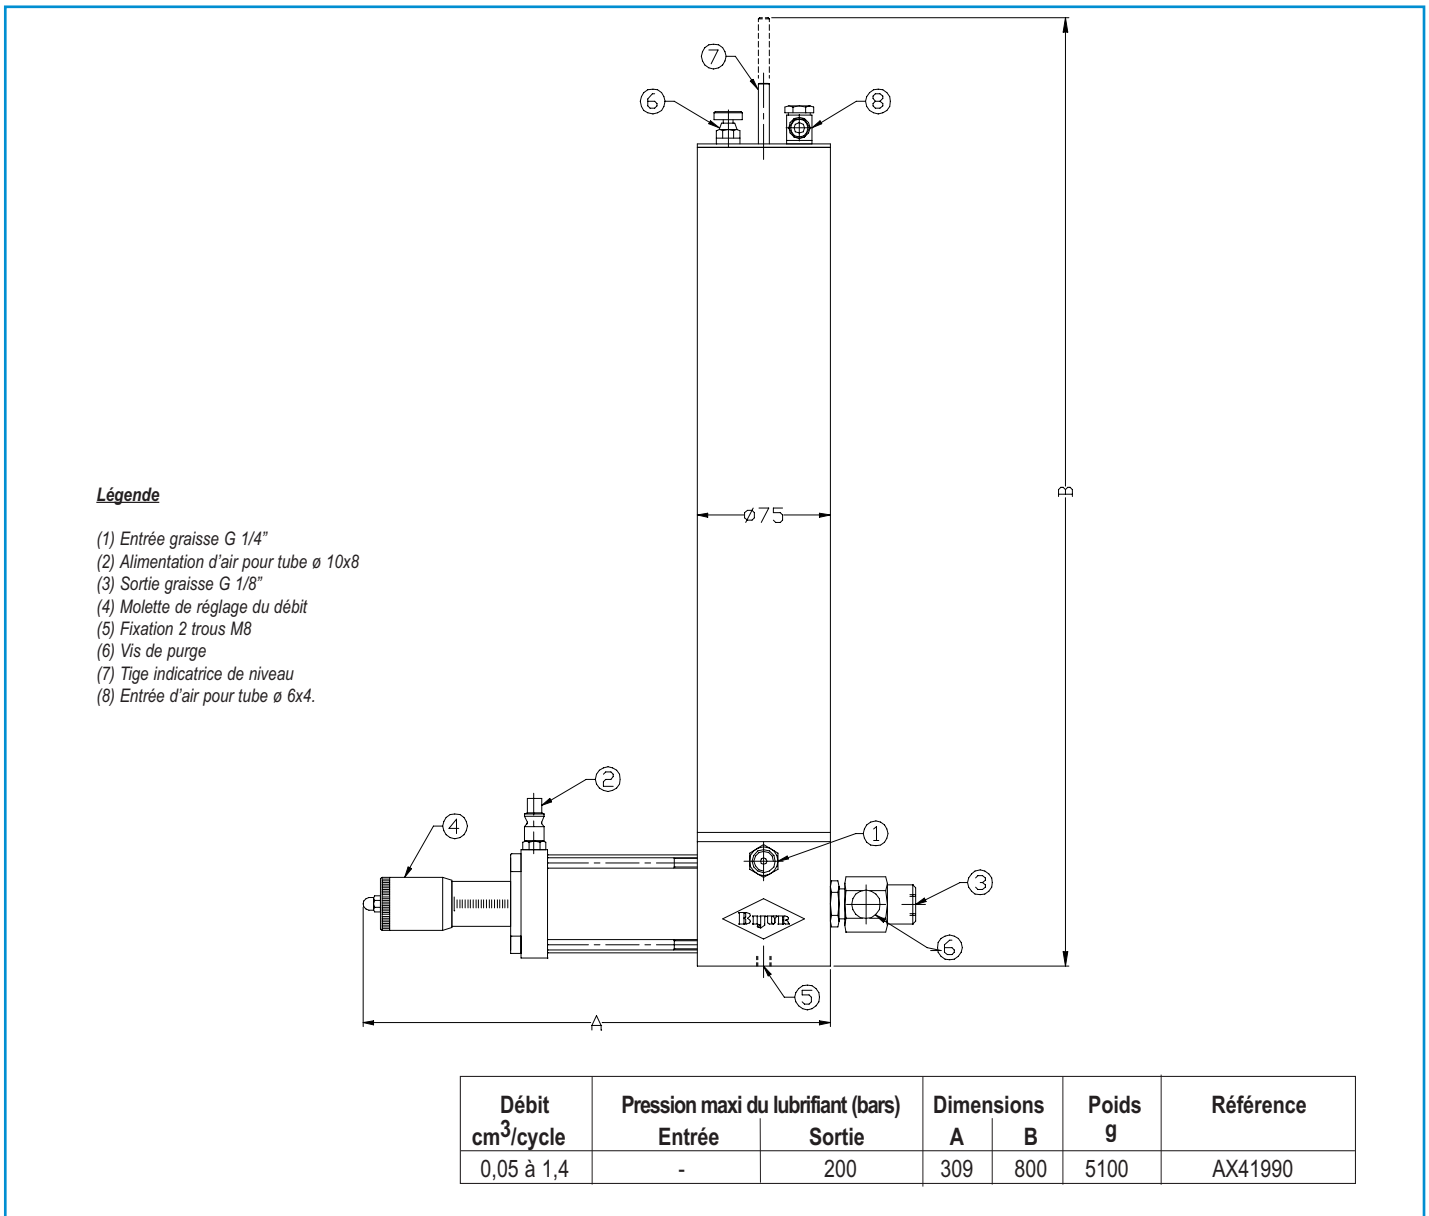 7
6
8
B
ø75
Légende
(1) Entrée graisse G 1/4”
(2) Alimentation d’air pour tube ø 10x8
(3) Sortie graisse G 1/8”
(4) Molette de réglage du débit
(5) Fixation 2 trous M8
(6) Vis de purge
(7) Tige indicatrice de niveau
(8) Entrée d’air pour tube ø 6x4.
2
4
1
3
BIJUR
6
5
A
Débit Pression maxi du lubrifiant (bars) Dimensions Poids Référence
cm³/cycle Entrée Sortie A B g
0,05 à 1,4 - 200 309 800 5100 AX41990